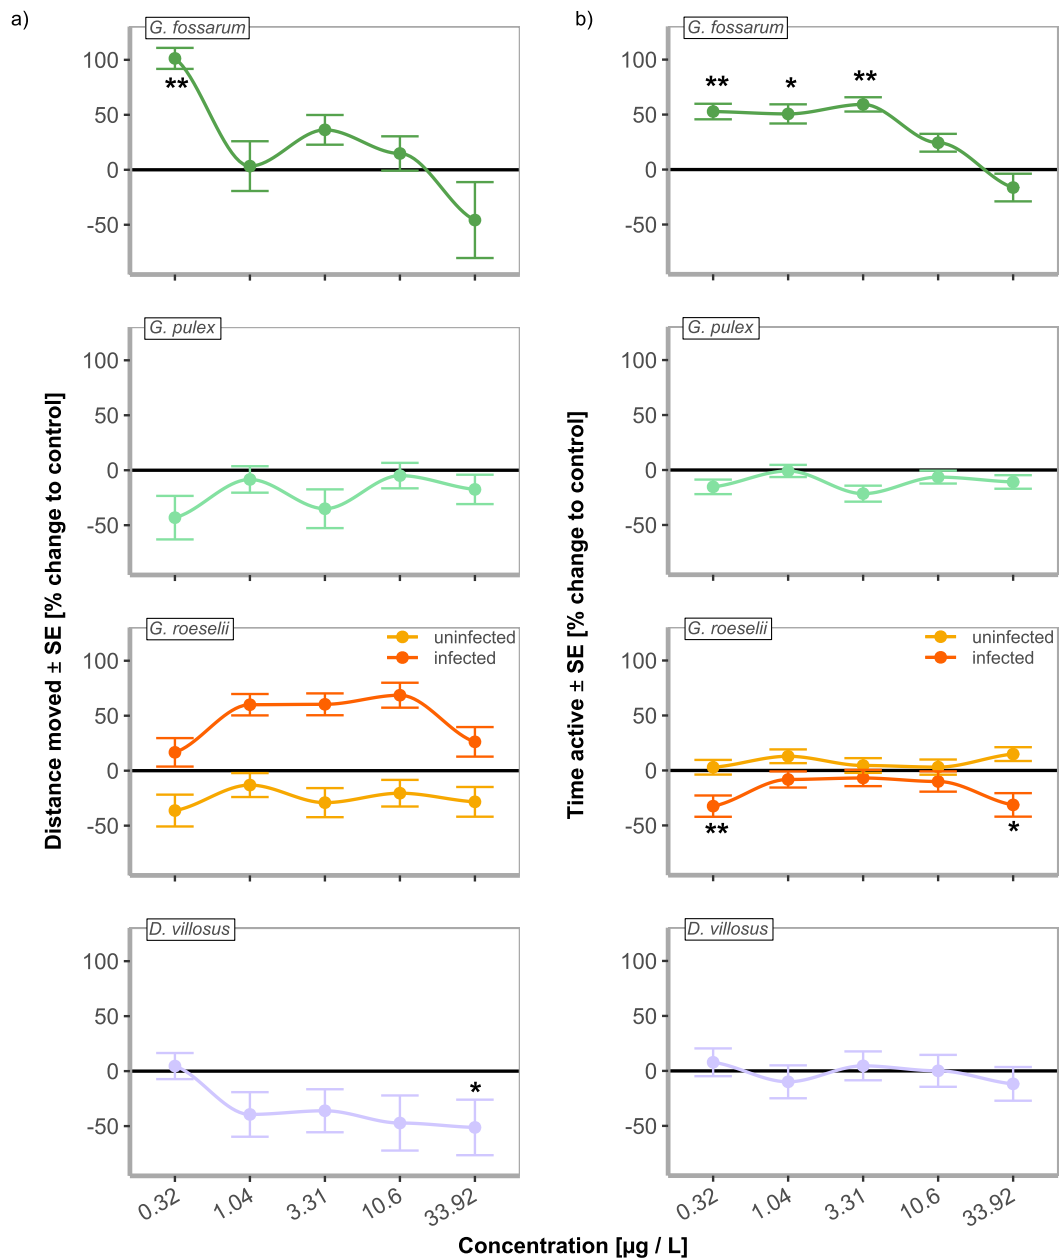 a)
G. fossarum
100
50
0
-50
G. pulex
100
50
0
-50
G. roeselii
uninfected
infected
100
50
0
-50
D. villosus
100
50
0
-50
**
*
0.32
1.04
3.31
10.6
33.92
Distance moved ± SE [% change to control]
b)
G. fossarum
100
50
0
-50
** * **
G. pulex
100
50
0
-50
G. roeselii
uninfected
infected
100
50
0
-50
** *
D. villosus
100
50
0
-50
0.32
1.04
3.31
10.6
33.92
Time active ± SE [% change to control]
Concentration [µg / L]